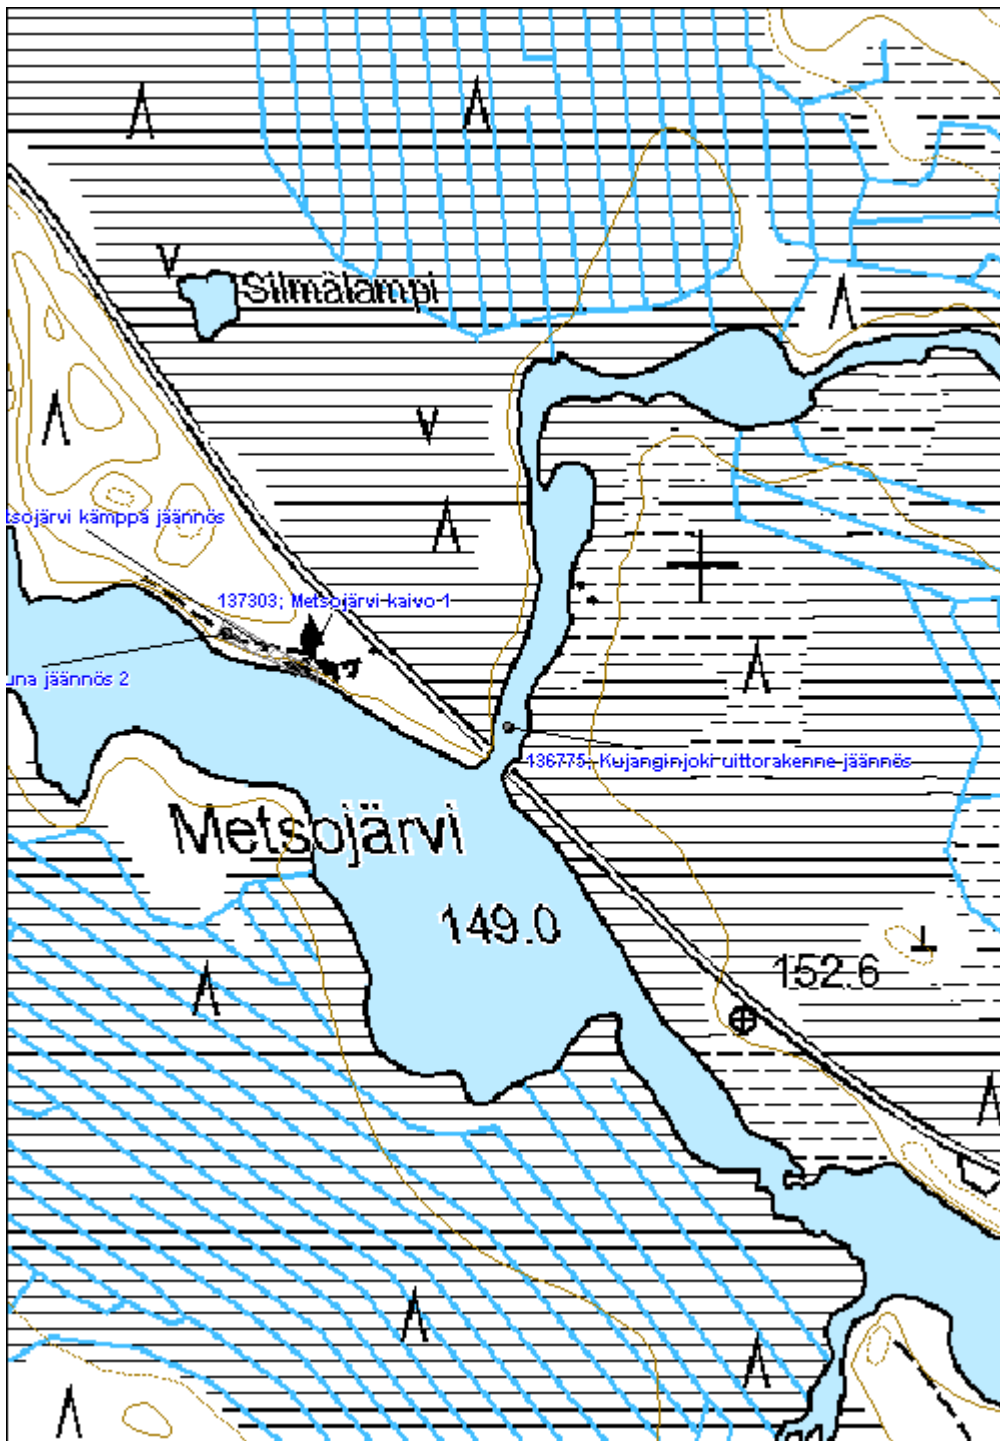 Silmälampi
tsojärvi kämppä jäännös
137303; Metsojärvi kaivo 1
una jäännös 2
136775; Kujanginjoki uittorakenne jäännös
Metsojärvi
149.0
152.6